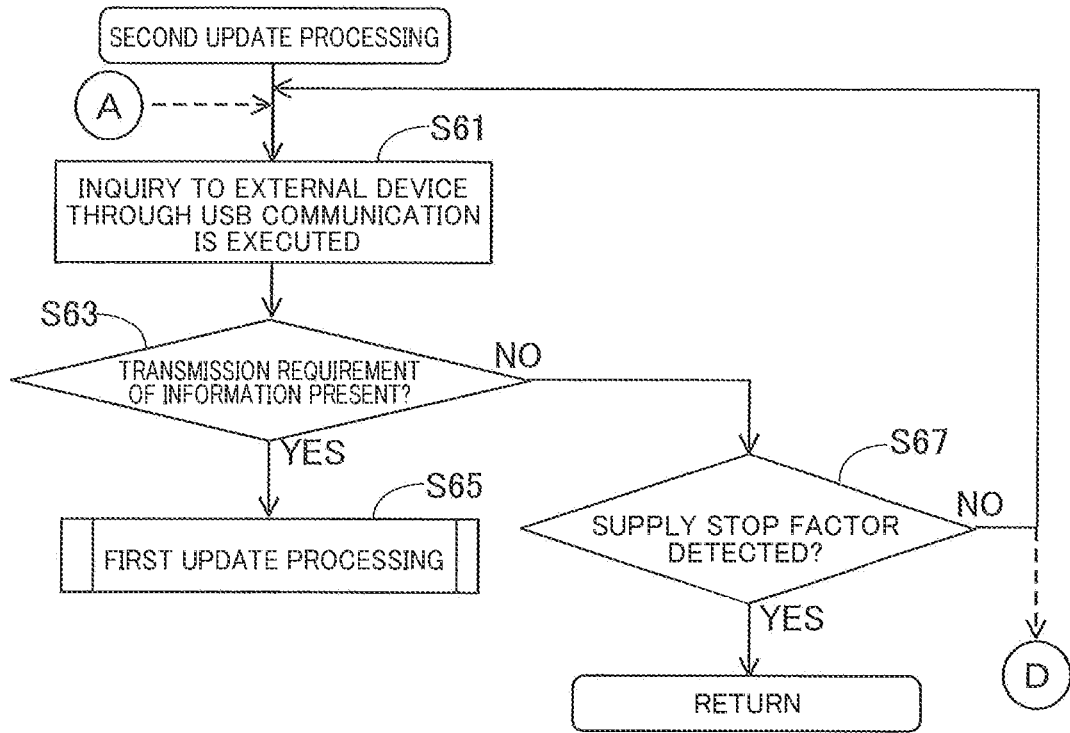 SECOND UPDATE PROCESSING
A
S61
INQUIRY TO EXTERNAL DEVICE
THROUGH USB COMMUNICATION
IS EXECUTED
S63
TRANSMISSION REQUIREMENT
OF INFORMATION PRESENT?
NO
YES
S65
FIRST UPDATE PROCESSING
S67
SUPPLY STOP FACTOR
DETECTED?
NO
YES
RETURN
D